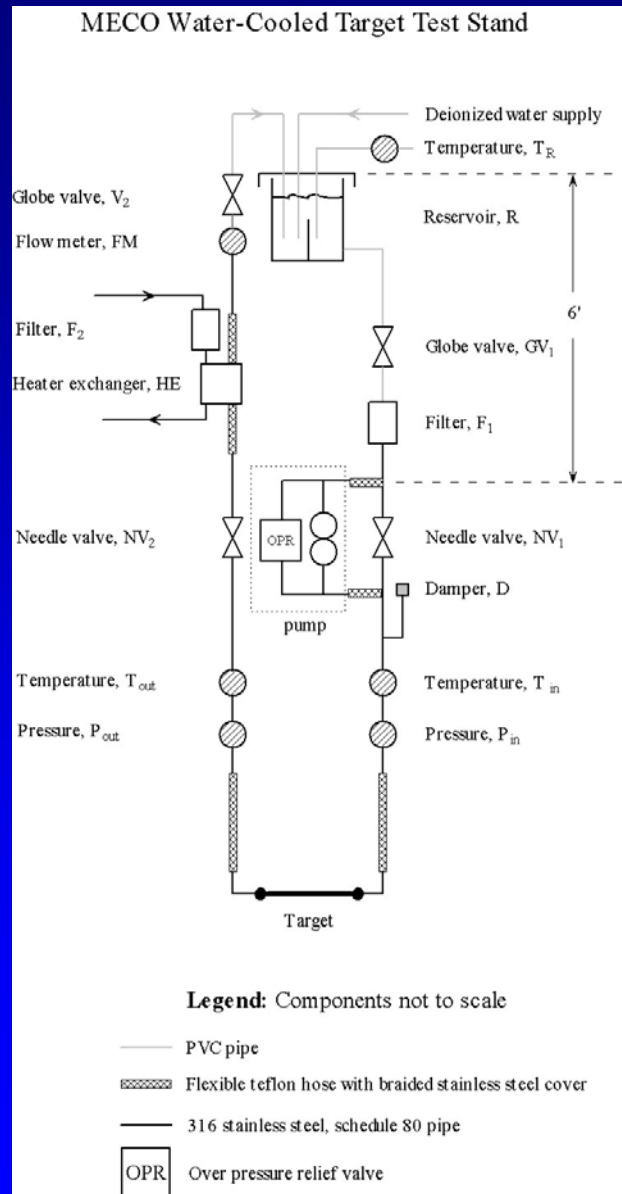 MECO Water-Cooled Target Test Stand
Deionized water supply
Temperature, T_R
Globe valve, V_2
Reservoir, R
Flow meter, FM
6'
Filter, F_2
Globe valve, GV_1
Heater exchanger, HE
Filter, F_1
Needle valve, NV_2
OPR
Needle valve, NV_1
Damper, D
pump
Temperature, T_out
Temperature, T_in
Pressure, P_out
Pressure, P_in
Target
Legend: Components not to scale
PVC pipe
Flexible teflon hose with braided stainless steel cover
316 stainless steel, schedule 80 pipe
OPR Over pressure relief valve